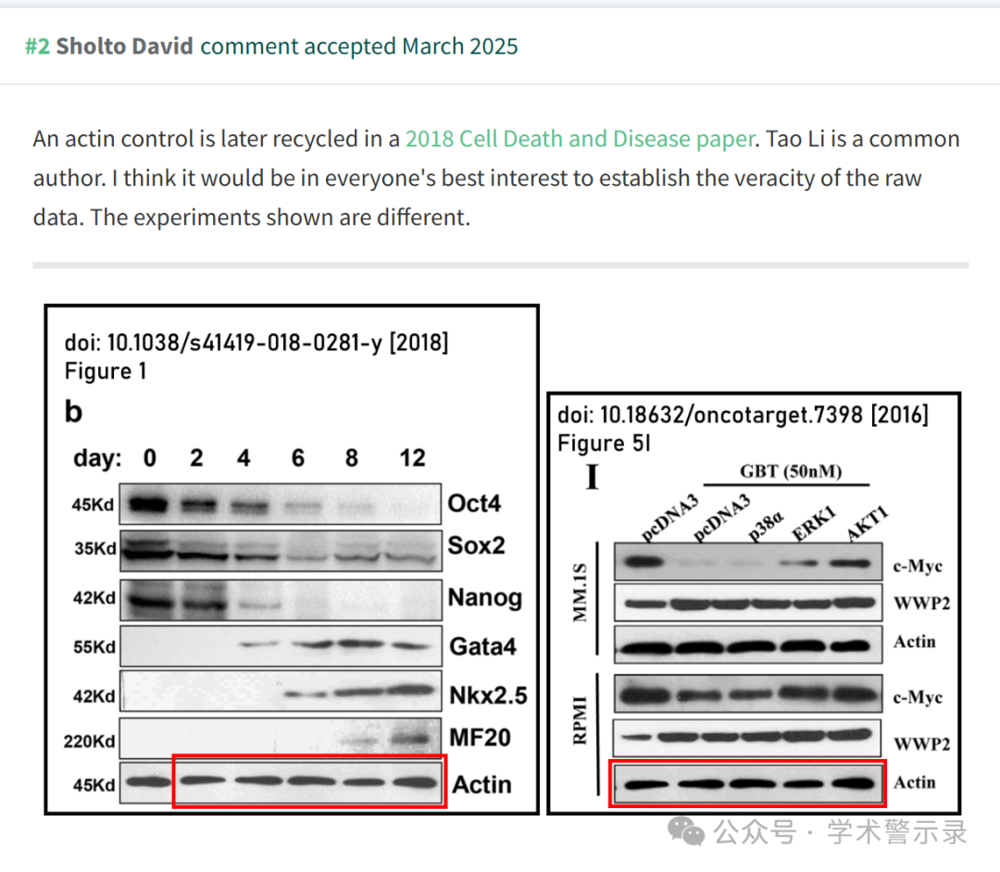 #2 Sholto David comment accepted March 2025
An actin control is later recycled in a 2018 Cell Death and Disease paper. Tao Li is a common
author. I think it would be in everyone's best interest to establish the veracity of the raw
data. The experiments shown are different.
doi: 10.1038/s41419-018-0281-y [2018]
Figure 1
b
day: 0 2 4 6 8 12
45Kd Oct4
35Kd Sox2
42Kd Nanog
55Kd Gata4
42Kd Nkx2.5
220Kd MF20
45Kd Actin
doi: 10.18632/oncotarget.7398 [2016]
Figure 5I
I
GBT (50nM)
pcDNA3 pcDNA3 p38α ERK1 AKT1
MM.1S
c-Myc
WWP2
Actin
RPMI
c-Myc
WWP2
Actin
公众号 · 学术警示录